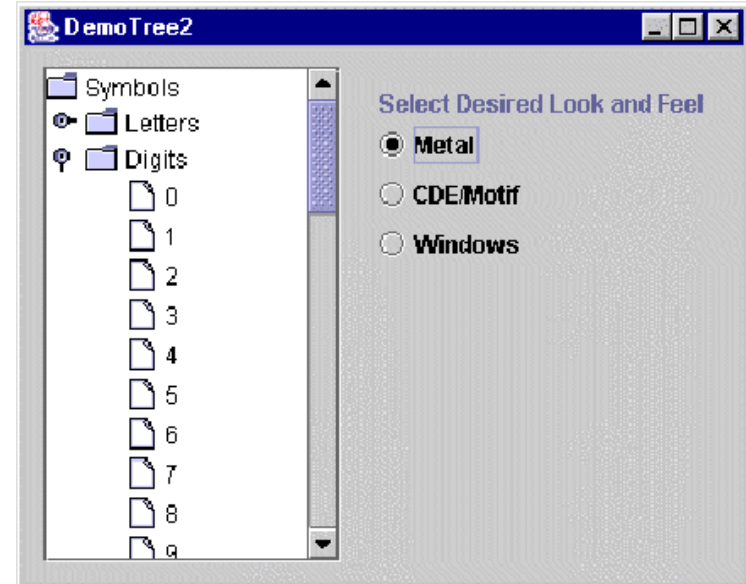 DemoTree2
Symbols
Letters
Digits
0
1
2
3
4
5
6
7
8
9
Select Desired Look and Feel
Metal
CDE/Motif
Windows